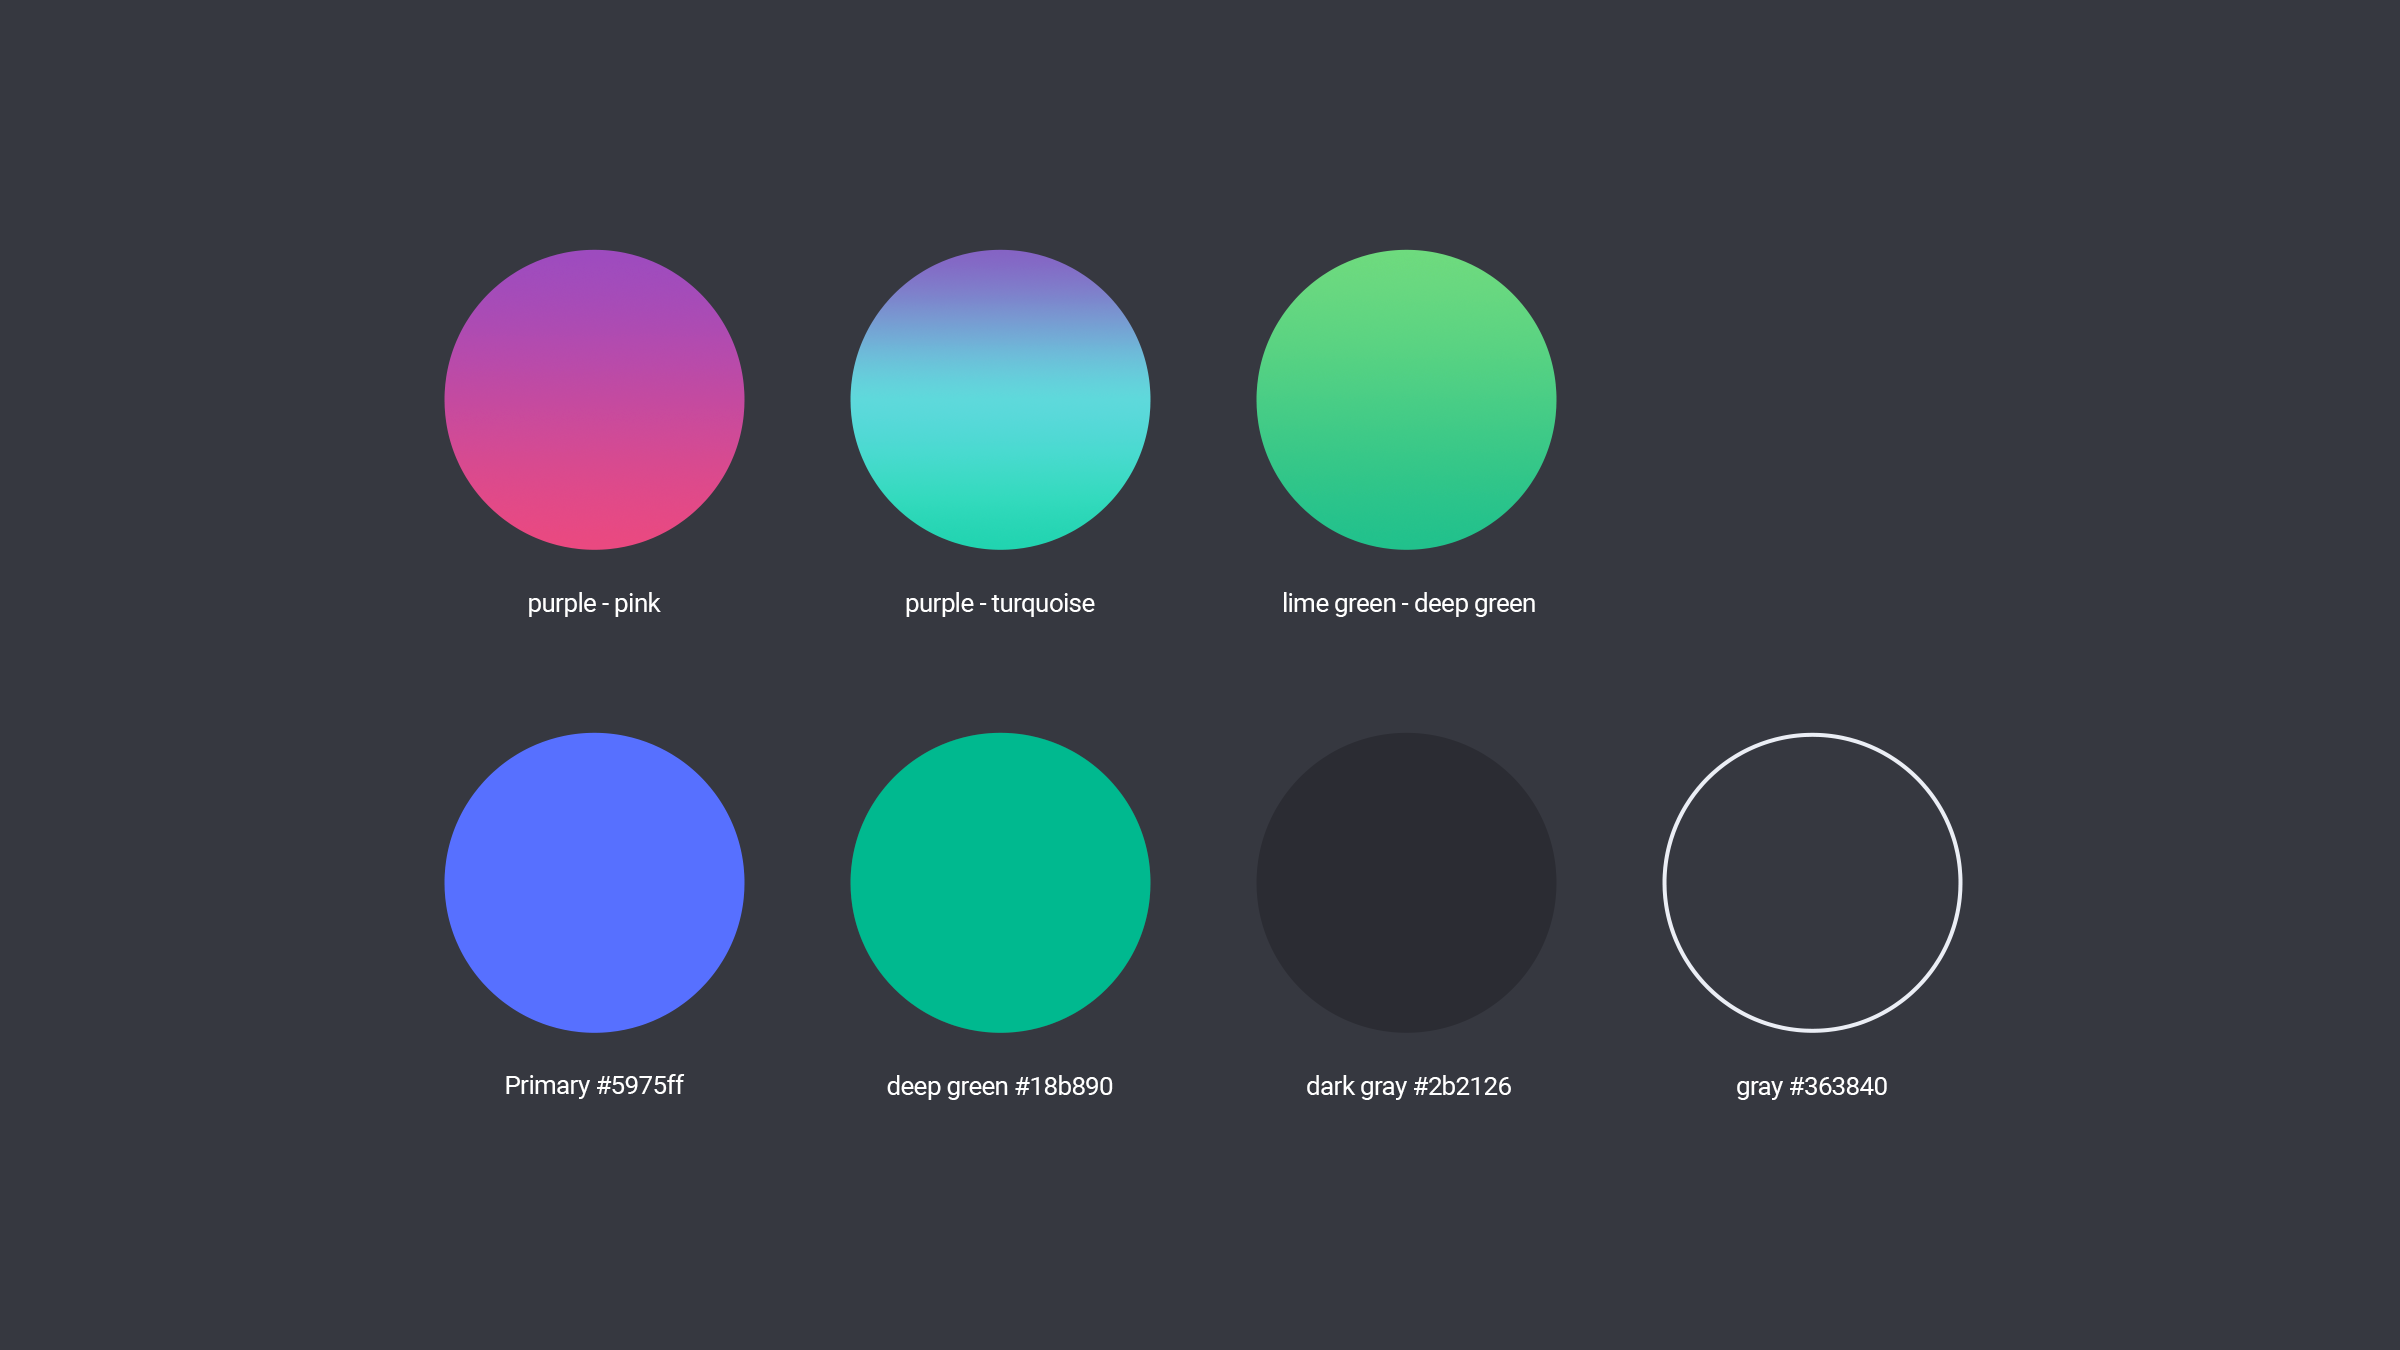 purple - pink
purple - turquoise
lime green - deep green
Primary #5975ff
deep green #18b890
dark gray #2b2126
gray #363840